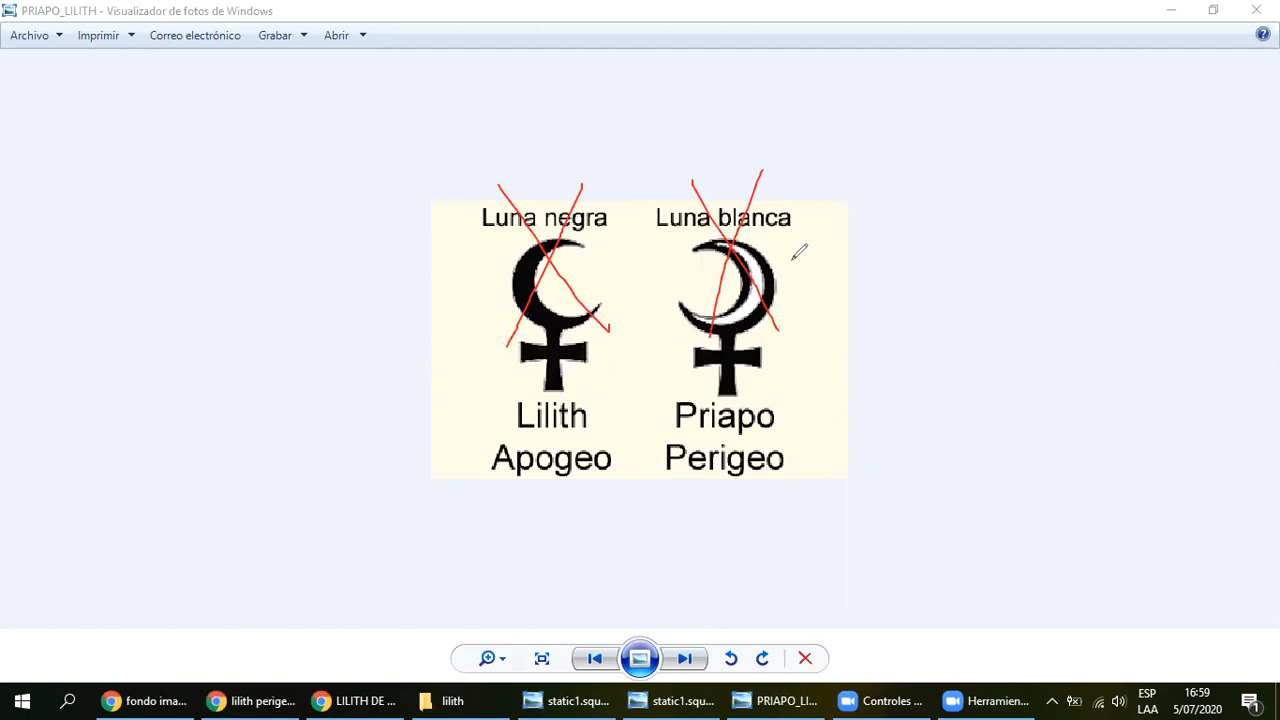 PRIAPO_LILITH - Visualizador de fotos de Windows
Archivo Imprimir Correo electrónico Grabar Abrir
Luna negra Luna blanca
Lilith Priapo
Apogeo Perigeo
fondo ima... lilith perige... LILITH DE ... lilith static1.squ... static1.squ... PRIAPO_LI... Controles ... Herramien... ESP 16:59
LAA 5/07/2020 1